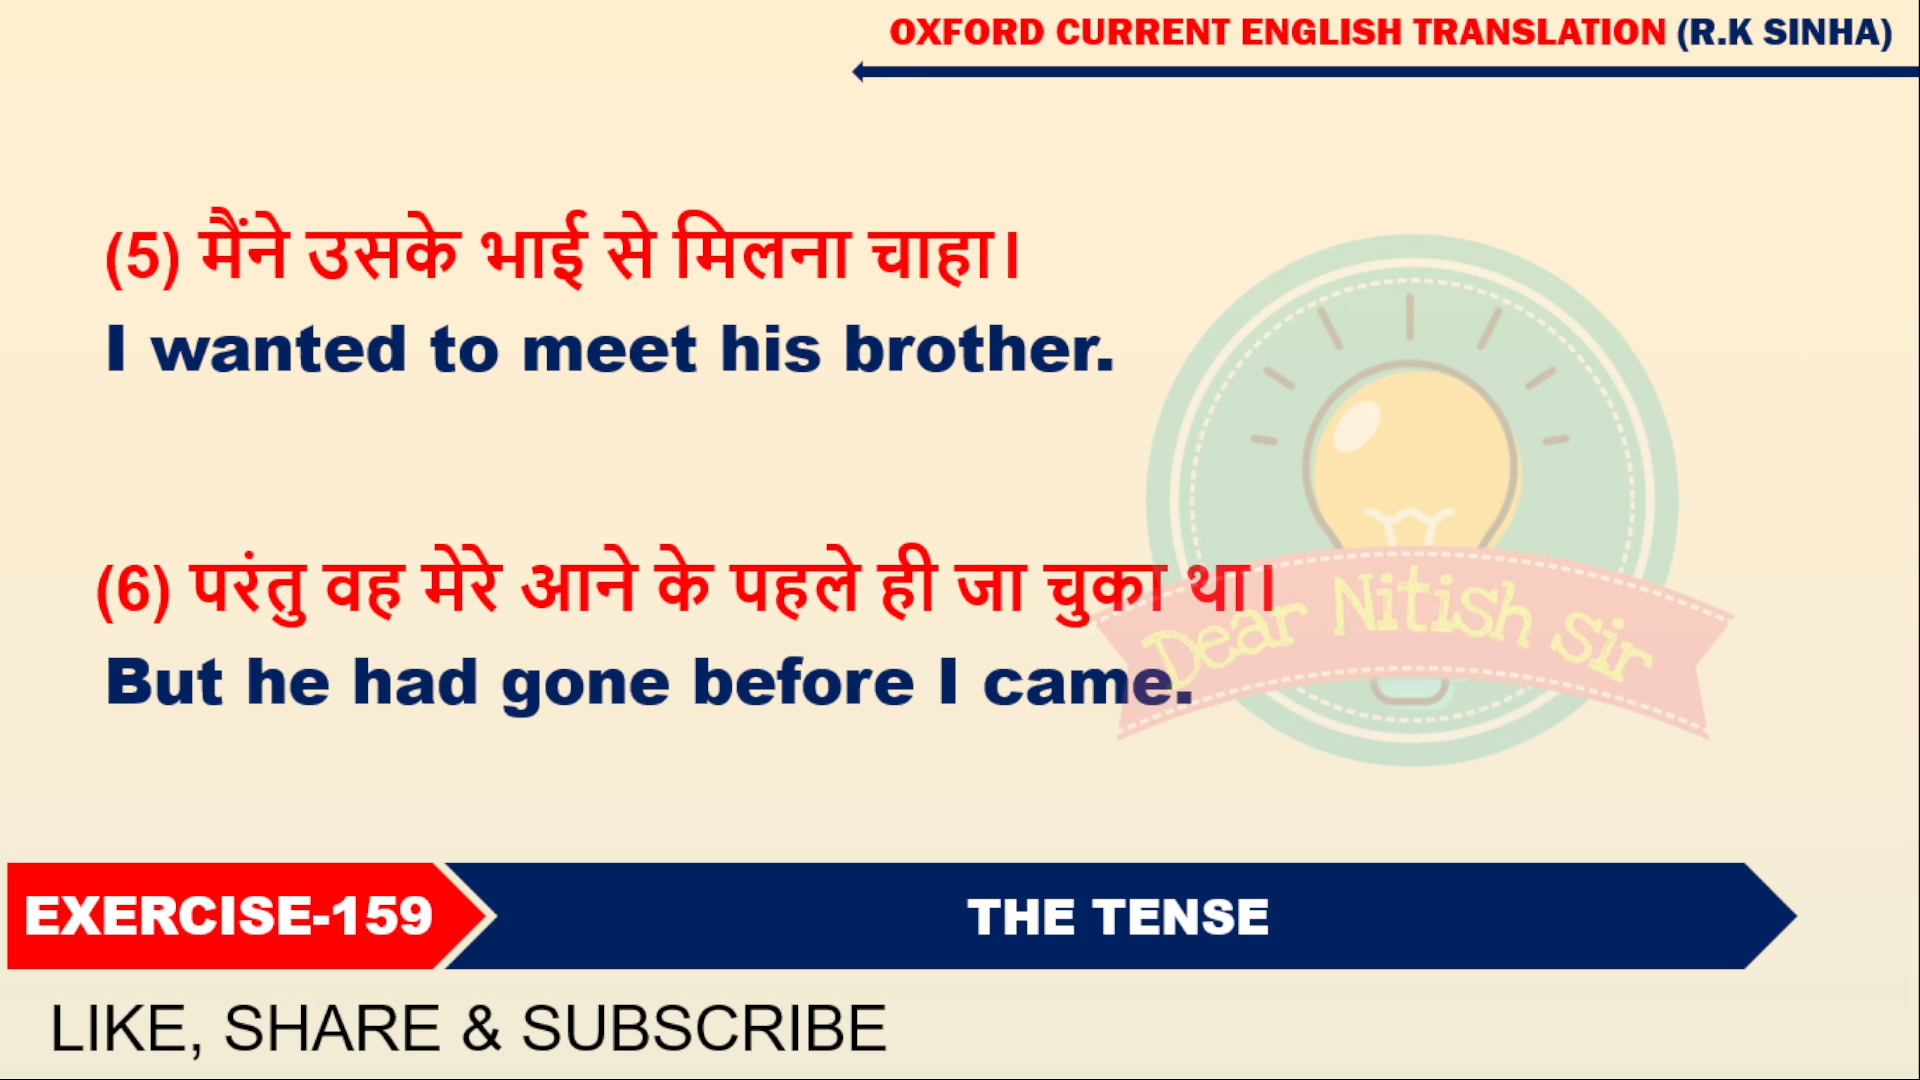 OXFORD CURRENT ENGLISH TRANSLATION (R.K SINHA)
(5) मैंने उसके भाई से मिलना चाहा।
I wanted to meet his brother.
(6) परंतु वह मेरे आने के पहले ही जा चुका था।
But he had gone before I came.
Dear Nitish Sir
EXERCISE-159
THE TENSE
LIKE, SHARE & SUBSCRIBE